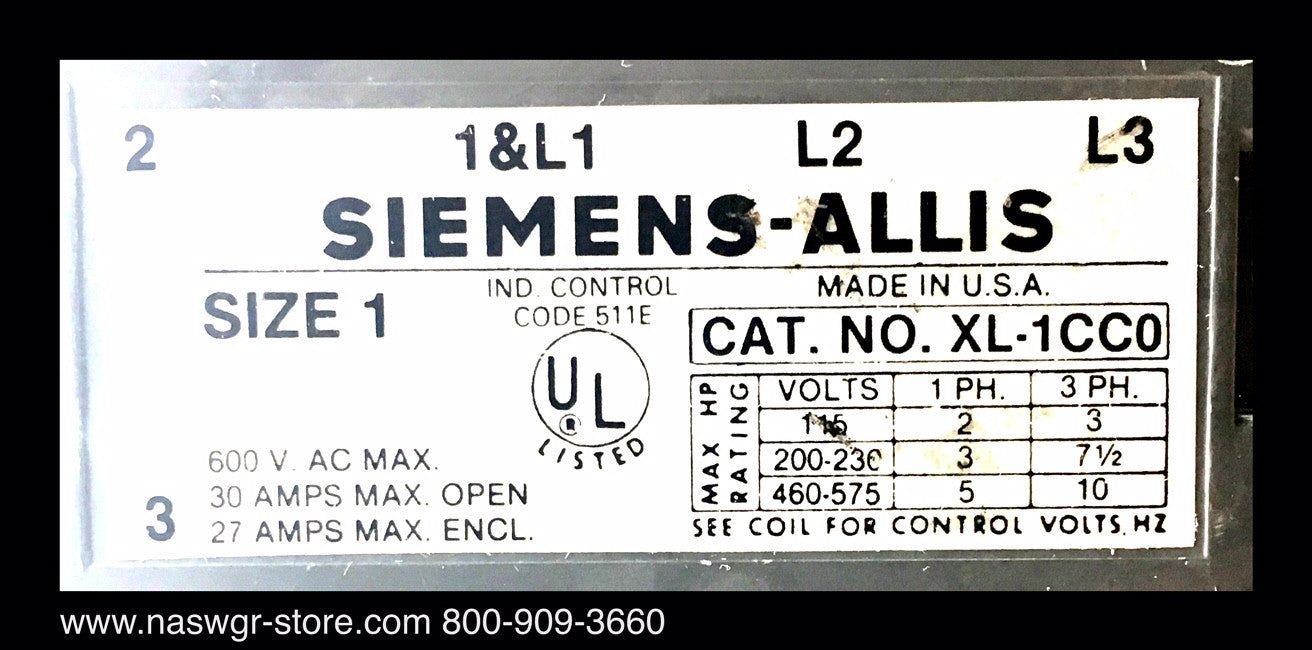 2 1&L1 L2 L3
SIEMENS-ALLIS
SIZE 1
IND. CONTROL
CODE 511E
MADE IN U.S.A.
CAT. NO. XL-1CC0
UL
®
LISTED
MAX HP
RATING
VOLTS 1 PH. 3 PH.
115 2 3
200-230 3 7½
460-575 5 10
600 V. AC MAX.
30 AMPS MAX. OPEN
3 27 AMPS MAX. ENCL.
SEE COIL FOR CONTROL VOLTS, HZ
www.naswgr-store.com 800-909-3660